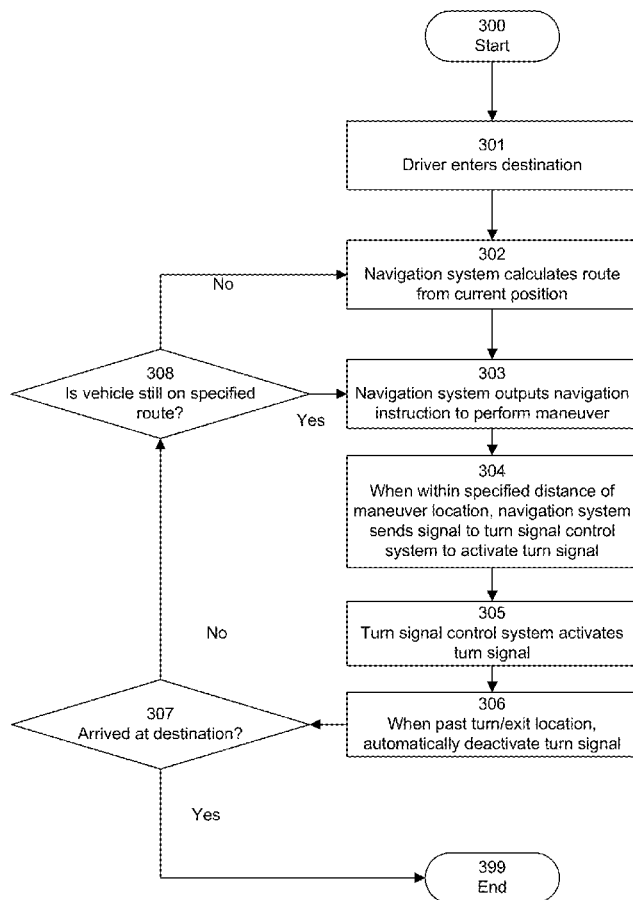 300
Start
301
Driver enters destination
302
Navigation system calculates route
from current position
No
308
Is vehicle still on specified
route?
Yes
303
Navigation system outputs navigation
instruction to perform maneuver
304
When within specified distance of
maneuver location, navigation system
sends signal to turn signal control
system to activate turn signal
305
Turn signal control system activates
turn signal
No
307
Arrived at destination?
306
When past turn/exit location,
automatically deactivate turn signal
Yes
399
End